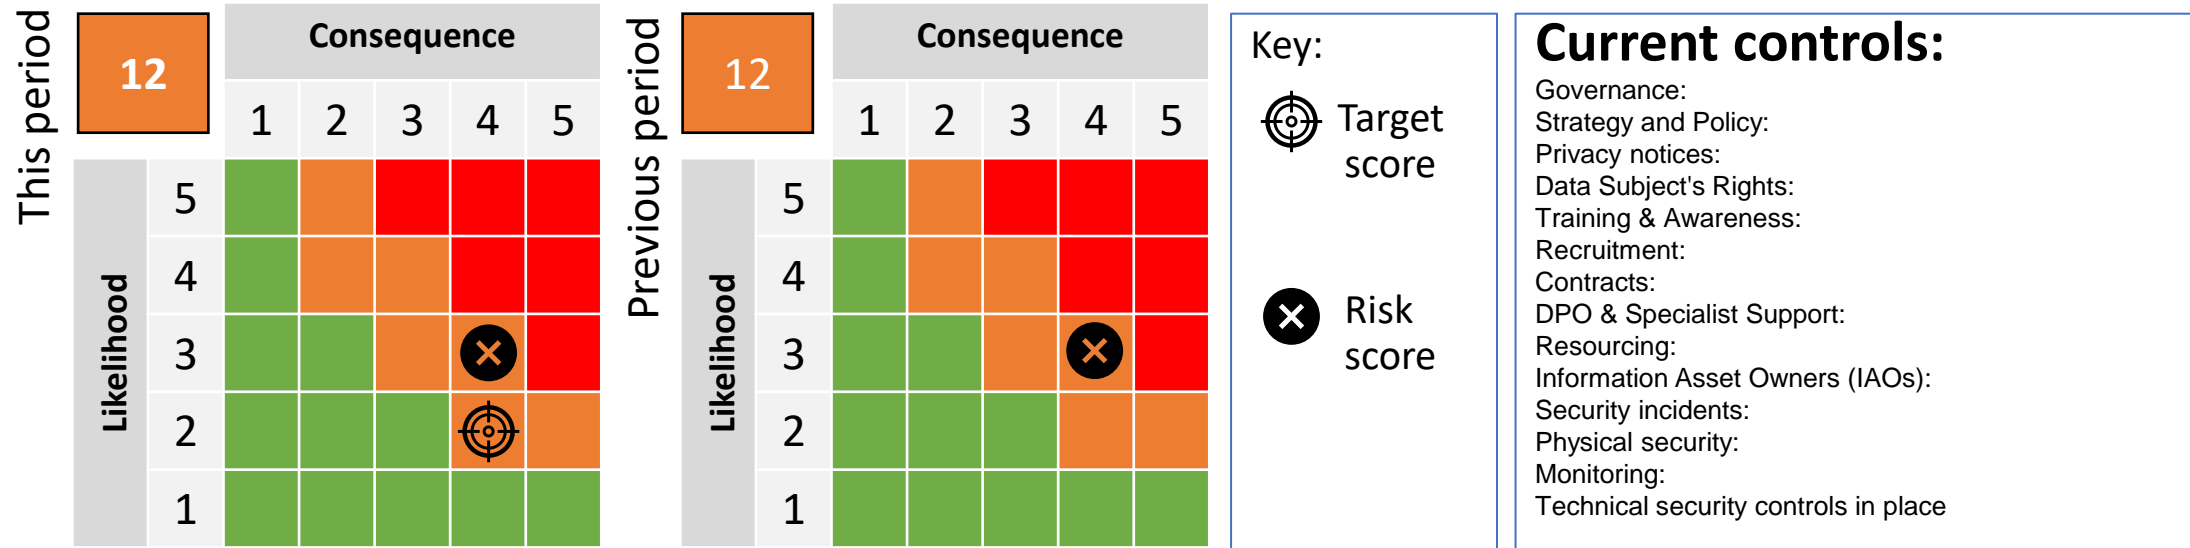 This period
12
Consequence
1 2 3 4 5
Likelihood
5
4
3
2
1
Previous period
12
Consequence
1 2 3 4 5
Likelihood
5
4
3
2
1
Key:
Target
score
Risk
score
Current controls:
Governance:
Strategy and Policy:
Privacy notices:
Data Subject's Rights:
Training & Awareness:
Recruitment:
Contracts:
DPO & Specialist Support:
Resourcing:
Information Asset Owners (IAOs):
Security incidents:
Physical security:
Monitoring:
Technical security controls in place